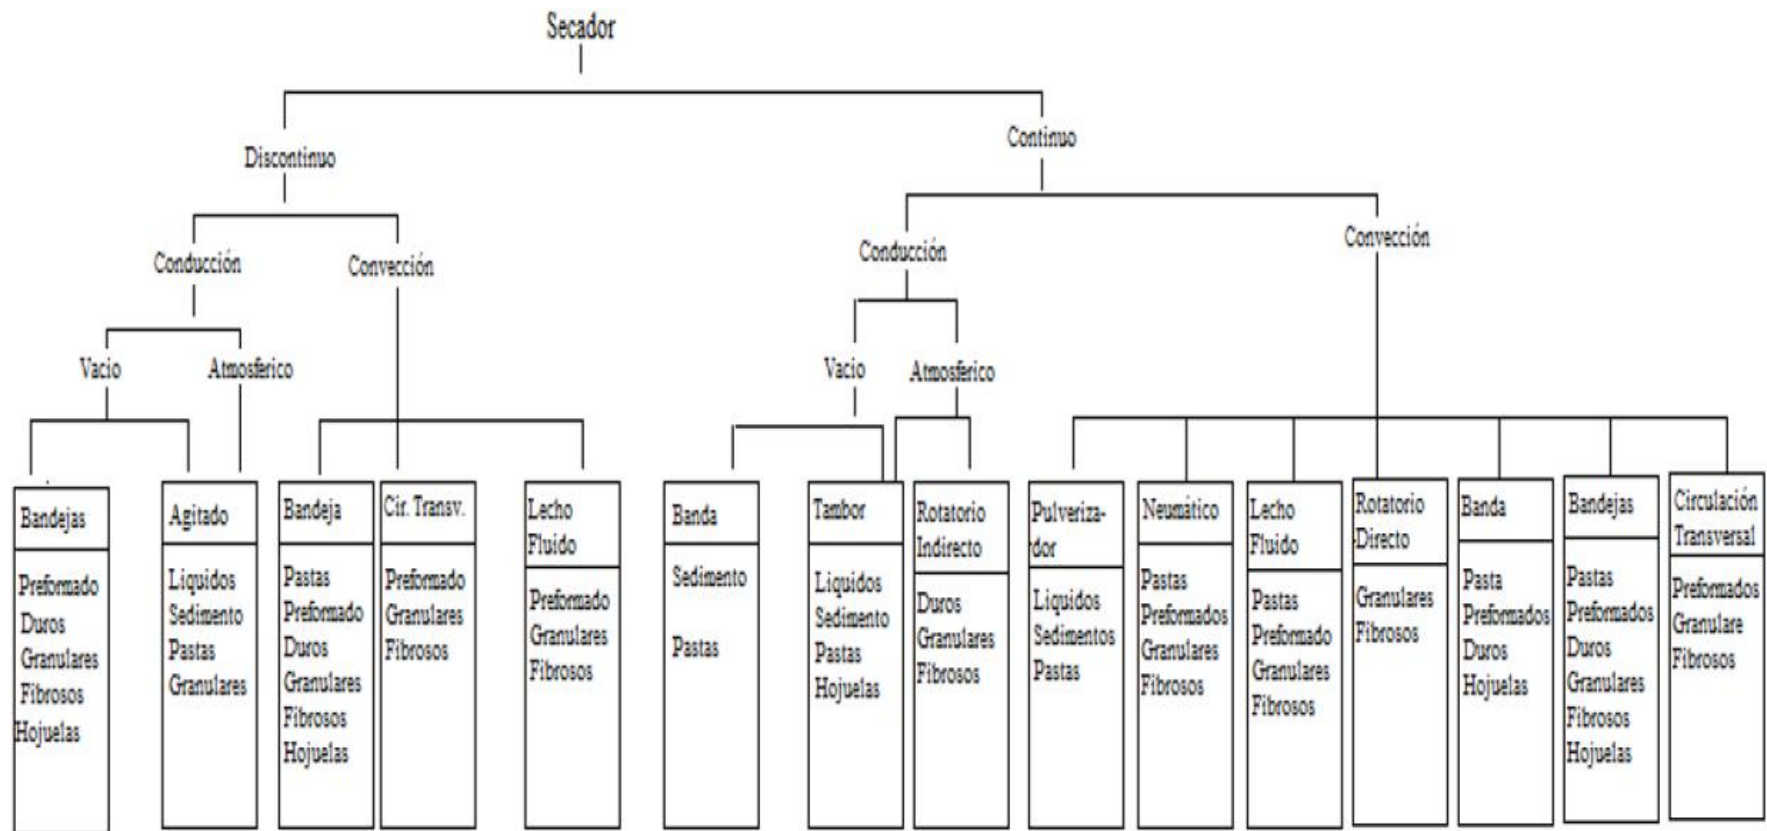 Secador
Discontinuo
Continuo
Conducción
Convección
Conducción
Convección
Vacio
Atmosferico
Vacio
Atmosferico
Bandejas
Preformado
Duros
Granulares
Fibrosos
Hojuelas
Agitado
Liquidos
Sedimento
Pastas
Granulares
Bandeja
Pastas
Preformado
Duros
Granulares
Fibrosos
Hojuelas
Cir. Transv.
Preformado
Granulares
Fibrosos
Lecho
Fluido
Preformado
Granulares
Fibrosos
Banda
Sedimento
Pastas
Tambor
Liquidos
Sedimento
Pastas
Hojuelas
Rotatorio
Indirecto
Duros
Granulares
Fibrosos
Pulveriza-
dor
Liquidos
Sedimentos
Pastas
Neumático
Pastas
Preformados
Granulares
Fibrosos
Lecho
Fluido
Pastas
Preformado
Granulares
Fibrosos
Rotatorio
Directo
Granulares
Fibrosos
Banda
Pasta
Preformados
Duros
Hojuelas
Bandejas
Pastas
Preformados
Duros
Granulares
Fibrosos
Hojuelas
Circulación
Transversal
Preformados
Granulare
Fibrosos